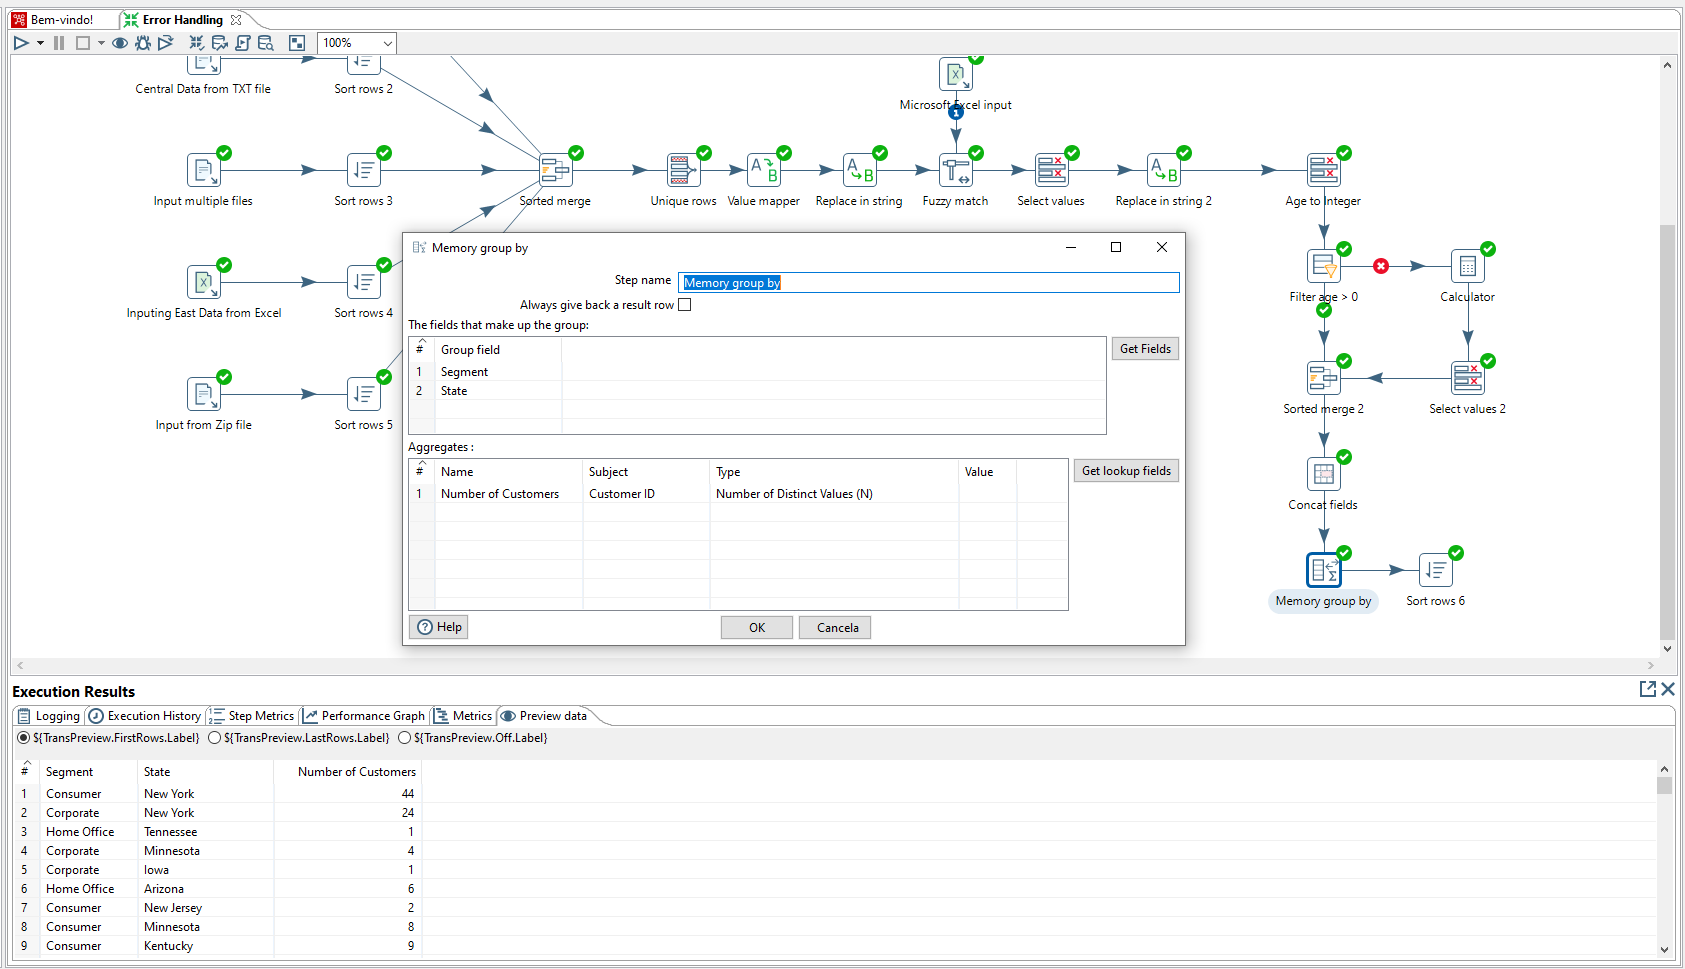 Bem-vindo!
Error Handling
100%
Central Data from TXT file
Sort rows 2
Microsoft Excel input
Input multiple files
Sort rows 3
Sorted merge
Unique rows
Value mapper
Replace in string
Fuzzy match
Select values
Replace in string 2
Age to Integer
Inputing East Data from Excel
Sort rows 4
Filter age > 0
Calculator
Input from Zip file
Sort rows 5
Sorted merge 2
Select values 2
Concat fields
Memory group by
Sort rows 6
Memory group by
Step name Memory group by
Always give back a result row
The fields that make up the group:
# Group field
Get Fields
1 Segment
2 State
Aggregates :
# Name Subject Type Value
Get lookup fields
1 Number of Customers Customer ID Number of Distinct Values (N)
Help OK Cancela
Execution Results
Logging Execution History Step Metrics Performance Graph Metrics Preview data
${TransPreview.FirstRows.Label} ${TransPreview.LastRows.Label} ${TransPreview.Off.Label}
# Segment State Number of Customers
1 Consumer New York 44
2 Corporate New York 24
3 Home Office Tennessee 1
4 Corporate Minnesota 4
5 Corporate Iowa 1
6 Home Office Arizona 6
7 Consumer New Jersey 2
8 Consumer Minnesota 8
9 Consumer Kentucky 9